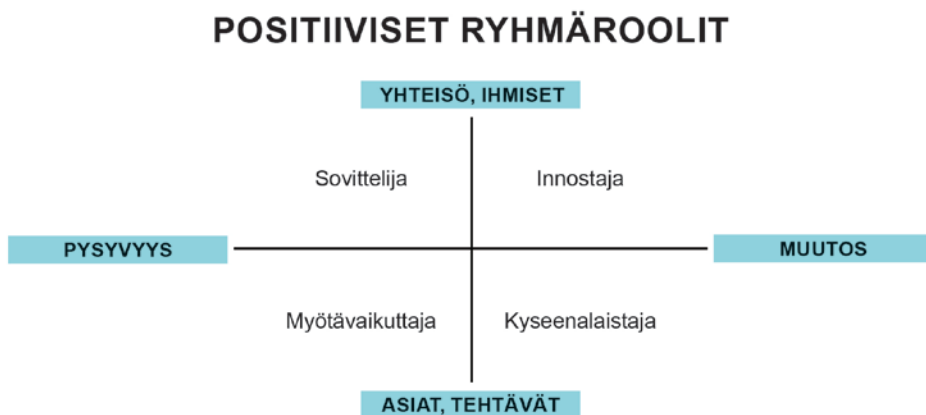 POSITIIVISET RYHMÄROOLIT
YHTEISÖ, IHMISET
Sovittelija
Innostaja
PYSYVYYS
MUUTOS
Myötävaikuttaja
Kyseenalaistaja
ASIAT, TEHTÄVÄT